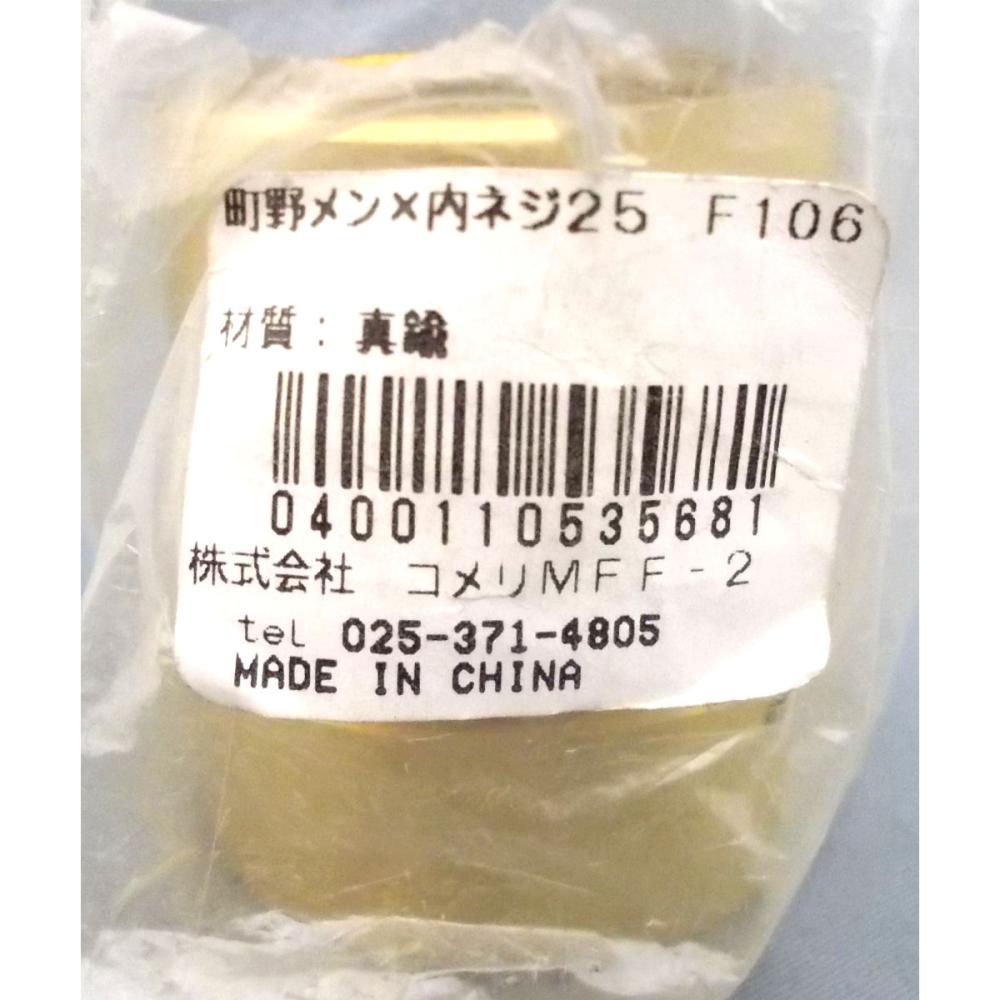 町野メン×内ネジ25 F106
材質：真鍮
0400110535681
株式会社 コメリMFF-2
tel 025-371-4805
MADE IN CHINA